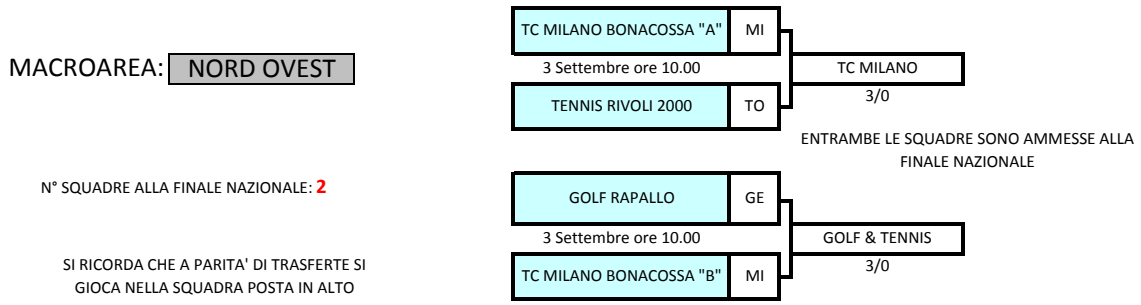 TC MILANO BONACOSSA "A" MI
MACROAREA: NORD OVEST
3 Settembre ore 10.00
TC MILANO
TENNIS RIVOLI 2000 TO
3/0
ENTRAMBE LE SQUADRE SONO AMMESSE ALLA
FINALE NAZIONALE
N° SQUADRE ALLA FINALE NAZIONALE: 2
GOLF RAPALLO GE
3 Settembre ore 10.00
GOLF & TENNIS
SI RICORDA CHE A PARITA' DI TRASFERTE SI
GIOCA NELLA SQUADRA POSTA IN ALTO
TC MILANO BONACOSSA "B" MI
3/0